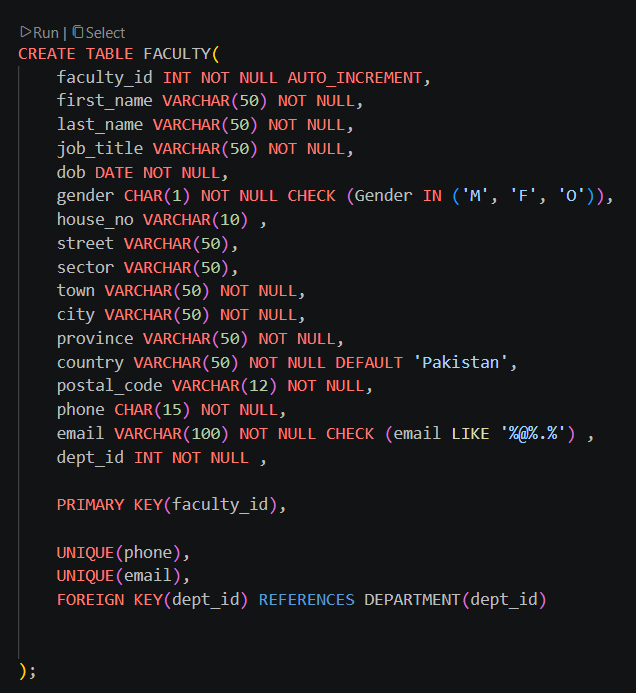 Run | Select
CREATE TABLE FACULTY(
faculty_id INT NOT NULL AUTO_INCREMENT,
first_name VARCHAR(50) NOT NULL,
last_name VARCHAR(50) NOT NULL,
job_title VARCHAR(50) NOT NULL,
dob DATE NOT NULL,
gender CHAR(1) NOT NULL CHECK (Gender IN ('M', 'F', 'O')),
house_no VARCHAR(10) ,
street VARCHAR(50),
sector VARCHAR(50),
town VARCHAR(50) NOT NULL,
city VARCHAR(50) NOT NULL,
province VARCHAR(50) NOT NULL,
country VARCHAR(50) NOT NULL DEFAULT 'Pakistan',
postal_code VARCHAR(12) NOT NULL,
phone CHAR(15) NOT NULL,
email VARCHAR(100) NOT NULL CHECK (email LIKE '%@%.%') ,
dept_id INT NOT NULL ,
PRIMARY KEY(faculty_id),
UNIQUE(phone),
UNIQUE(email),
FOREIGN KEY(dept_id) REFERENCES DEPARTMENT(dept_id)
);